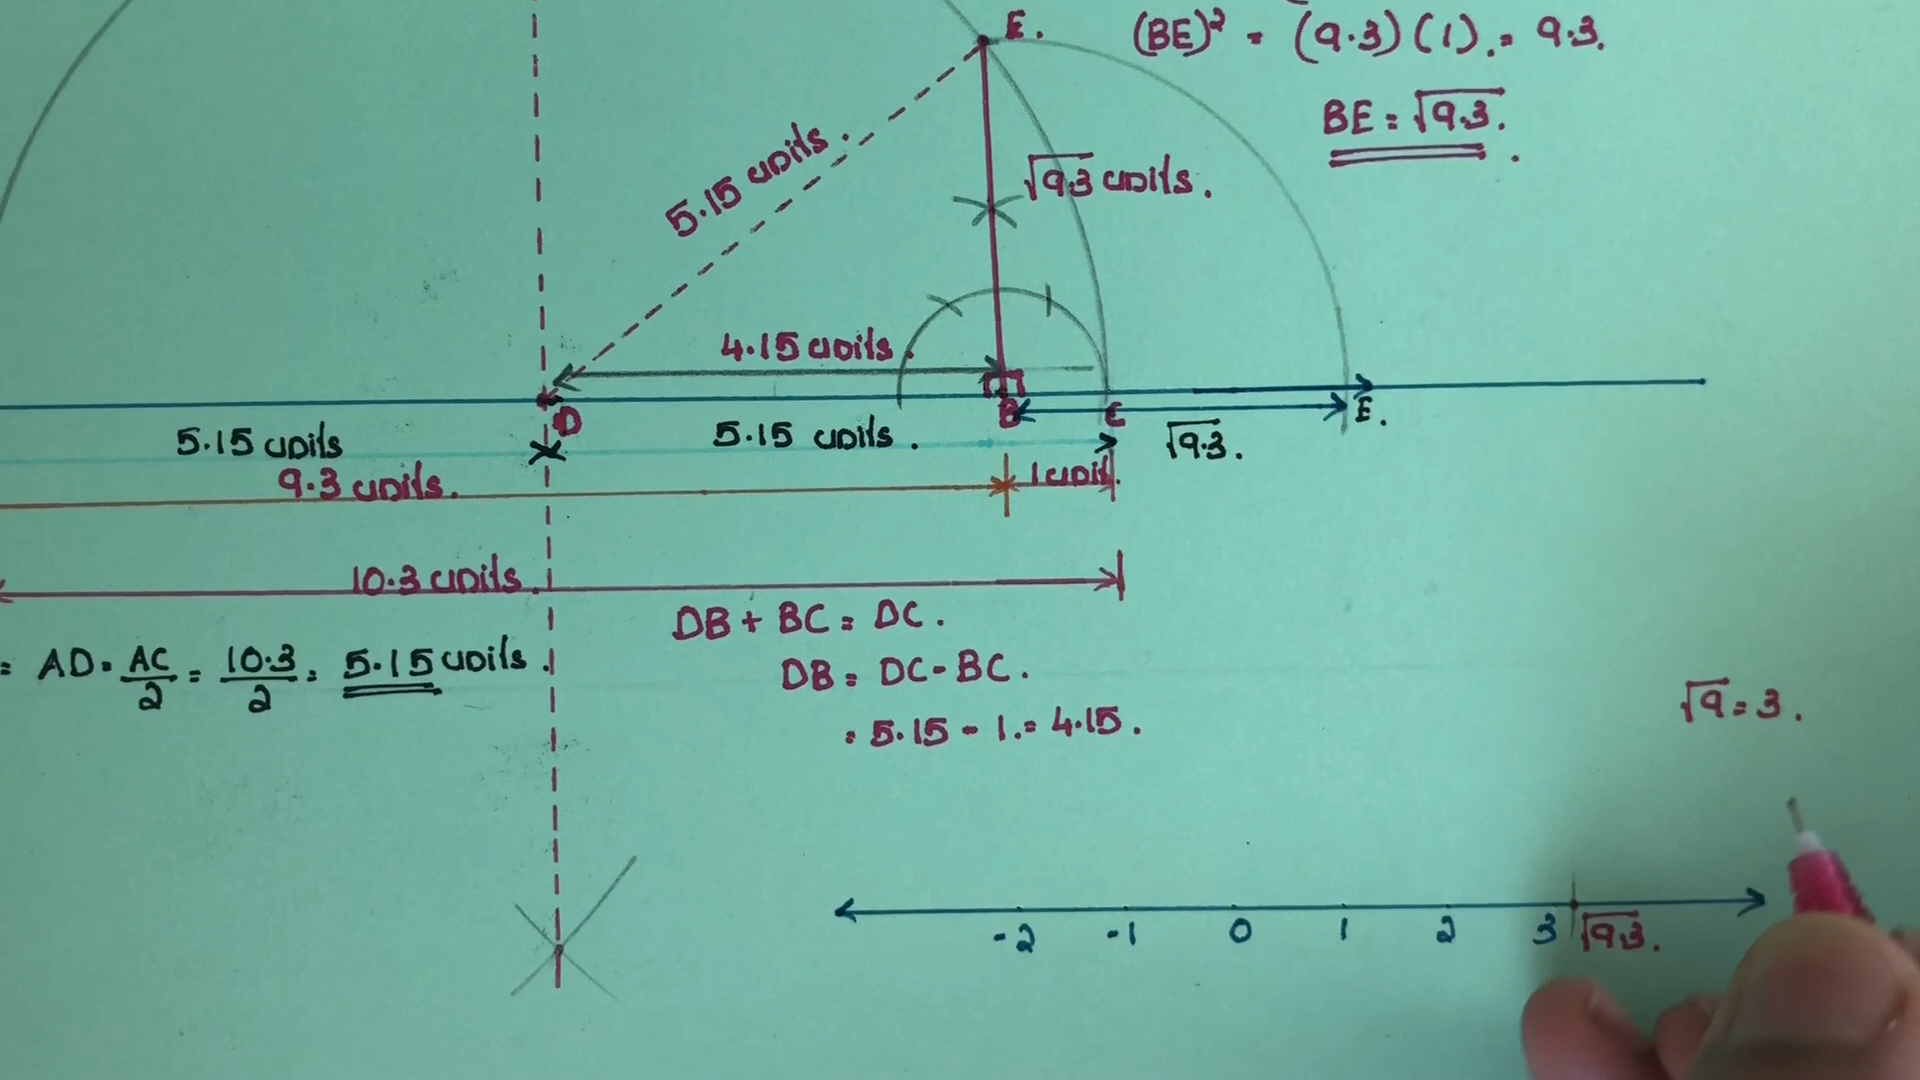 E.
(BE)² = (9.3)(1). = 9.3.
BE = √9.3.
5.15 units.
√9.3 units.
4.15 units.
D
B
C
E.
5.15 units
5.15 units.
√9.3.
9.3 units.
1 unit.
10.3 units.
DB + BC = DC.
= AD = AC/2 = 10.3/2 = 5.15 units.
DB = DC - BC.
= 5.15 - 1. = 4.15.
√9 = 3.
-2 -1 0 1 2 3 √9.3.